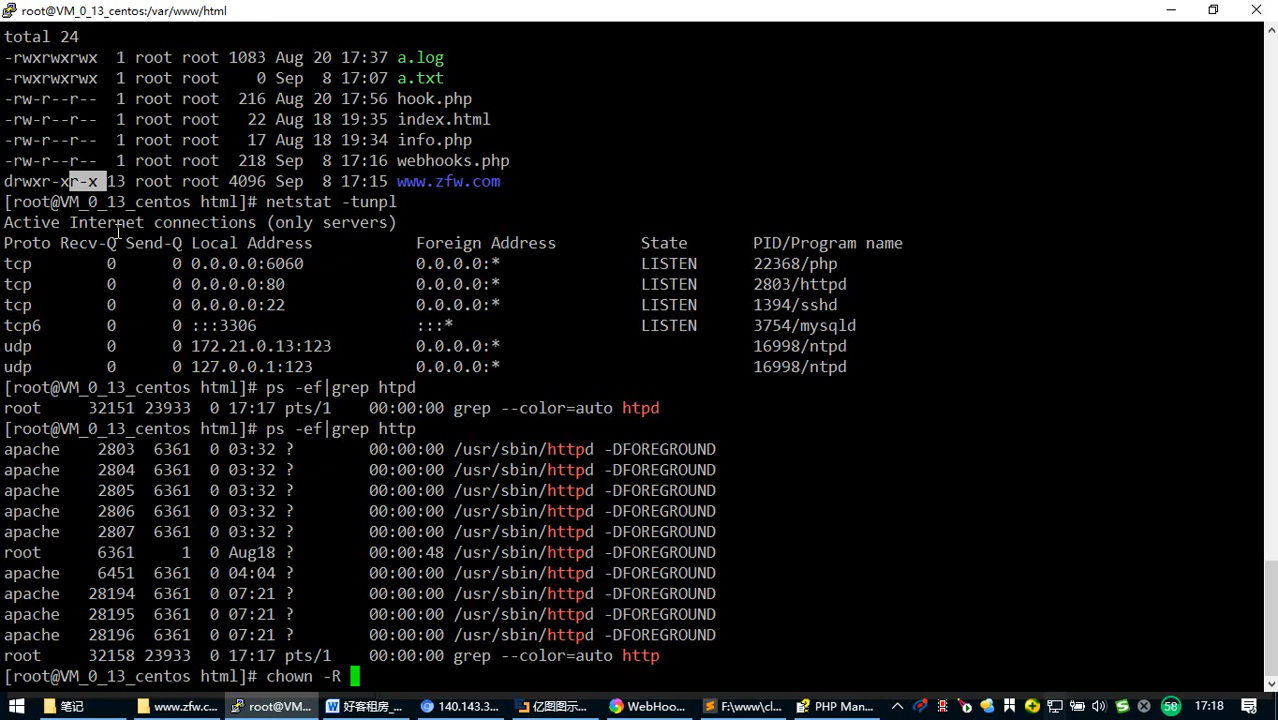 root@VM_0_13_centos:/var/www/html
total 24
-rwxrwxrwx  1 root root 1083 Aug 20 17:37 a.log
-rwxrwxrwx  1 root root    0 Sep  8 17:07 a.txt
-rw-r--r--  1 root root  216 Aug 20 17:56 hook.php
-rw-r--r--  1 root root   22 Aug 18 19:35 index.html
-rw-r--r--  1 root root   17 Aug 18 19:34 info.php
-rw-r--r--  1 root root  218 Sep  8 17:16 webhooks.php
drwxr-xr-x 13 root root 4096 Sep  8 17:15 www.zfw.com
[root@VM_0_13_centos html]# netstat -tunpl
Active Internet connections (only servers)
Proto Recv-Q Send-Q Local Address           Foreign Address         State       PID/Program name
tcp        0      0 0.0.0.0:6060            0.0.0.0:*               LISTEN      22368/php
tcp        0      0 0.0.0.0:80              0.0.0.0:*               LISTEN      2803/httpd
tcp        0      0 0.0.0.0:22              0.0.0.0:*               LISTEN      1394/sshd
tcp6       0      0 :::3306                 :::*                    LISTEN      3754/mysqld
udp        0      0 172.21.0.13:123         0.0.0.0:*                           16998/ntpd
udp        0      0 127.0.0.1:123           0.0.0.0:*                           16998/ntpd
[root@VM_0_13_centos html]# ps -ef|grep htpd
root     32151 23933  0 17:17 pts/1    00:00:00 grep --color=auto htpd
[root@VM_0_13_centos html]# ps -ef|grep http
apache    2803  6361  0 03:32 ?        00:00:00 /usr/sbin/httpd -DFOREGROUND
apache    2804  6361  0 03:32 ?        00:00:00 /usr/sbin/httpd -DFOREGROUND
apache    2805  6361  0 03:32 ?        00:00:00 /usr/sbin/httpd -DFOREGROUND
apache    2806  6361  0 03:32 ?        00:00:00 /usr/sbin/httpd -DFOREGROUND
apache    2807  6361  0 03:32 ?        00:00:00 /usr/sbin/httpd -DFOREGROUND
root      6361     1  0 Aug18 ?        00:00:48 /usr/sbin/httpd -DFOREGROUND
apache    6451  6361  0 04:04 ?        00:00:00 /usr/sbin/httpd -DFOREGROUND
apache   28194  6361  0 07:21 ?        00:00:00 /usr/sbin/httpd -DFOREGROUND
apache   28195  6361  0 07:21 ?        00:00:00 /usr/sbin/httpd -DFOREGROUND
apache   28196  6361  0 07:21 ?        00:00:00 /usr/sbin/httpd -DFOREGROUND
root     32158 23933  0 17:17 pts/1    00:00:00 grep --color=auto http
[root@VM_0_13_centos html]# chown -R
笔记 www.zfw.c... root@VM... 好客租房_... 140.143.3... 亿图图示... WebHoo... F:\www\cl... PHP Man... 58 17:18